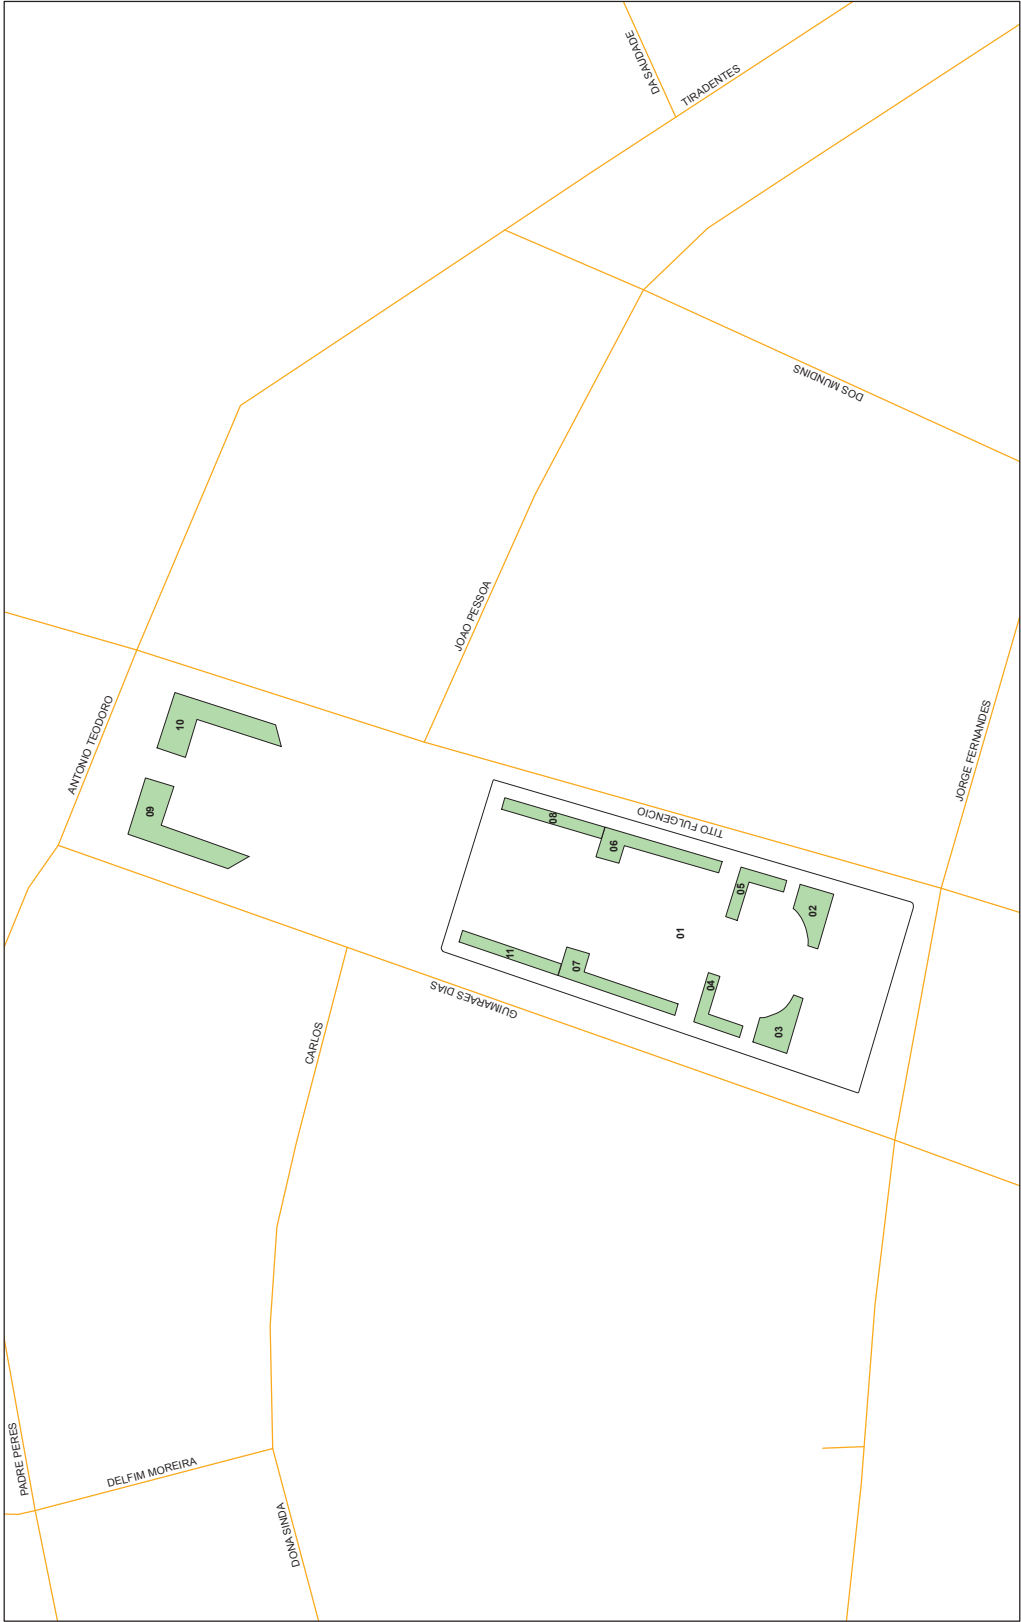 DA SAUDADE
TIRADENTES
DOS MUNDINS
JOAO PESSOA
ANTONIO TEODORO
10
09
JORGE FERNANDES
TITO FULGENCIO
08
06
05
02
01
11
07
04
03
GUIMARAES DIAS
CARLOS
PADRE PERES
DELFIM MOREIRA
DONA SINDA